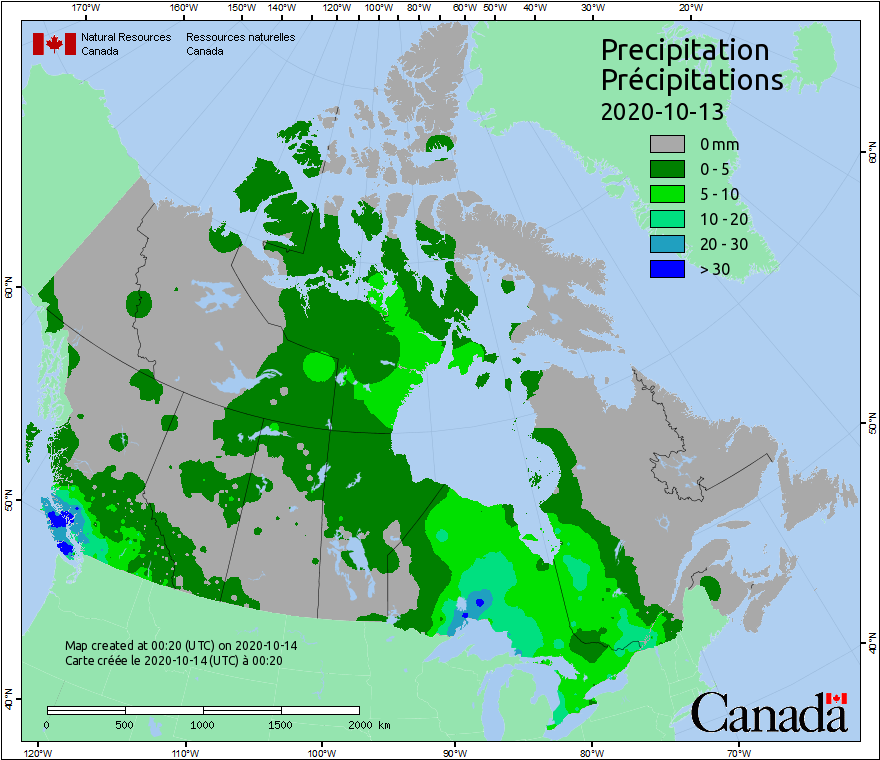 170°W 160°W 150°W 140°W 130°W 120°W 110°W 100°W 90°W 80°W 60°W 50°W 40°W 30°W 20°W
Natural Resources Ressources naturelles
Canada Canada
Precipitation
Précipitations
2020-10-13
0 mm
0 - 5
5 - 10
10 - 20
20 - 30
> 30
60°N
50°N
40°N
60°N
50°N
40°N
Map created at 00:20 (UTC) on 2020-10-14
Carte créée le 2020-10-14 (UTC) à 00:20
0 500 1000 1500 2000 km
Canada
120°W 110°W 100°W 90°W 80°W 70°W